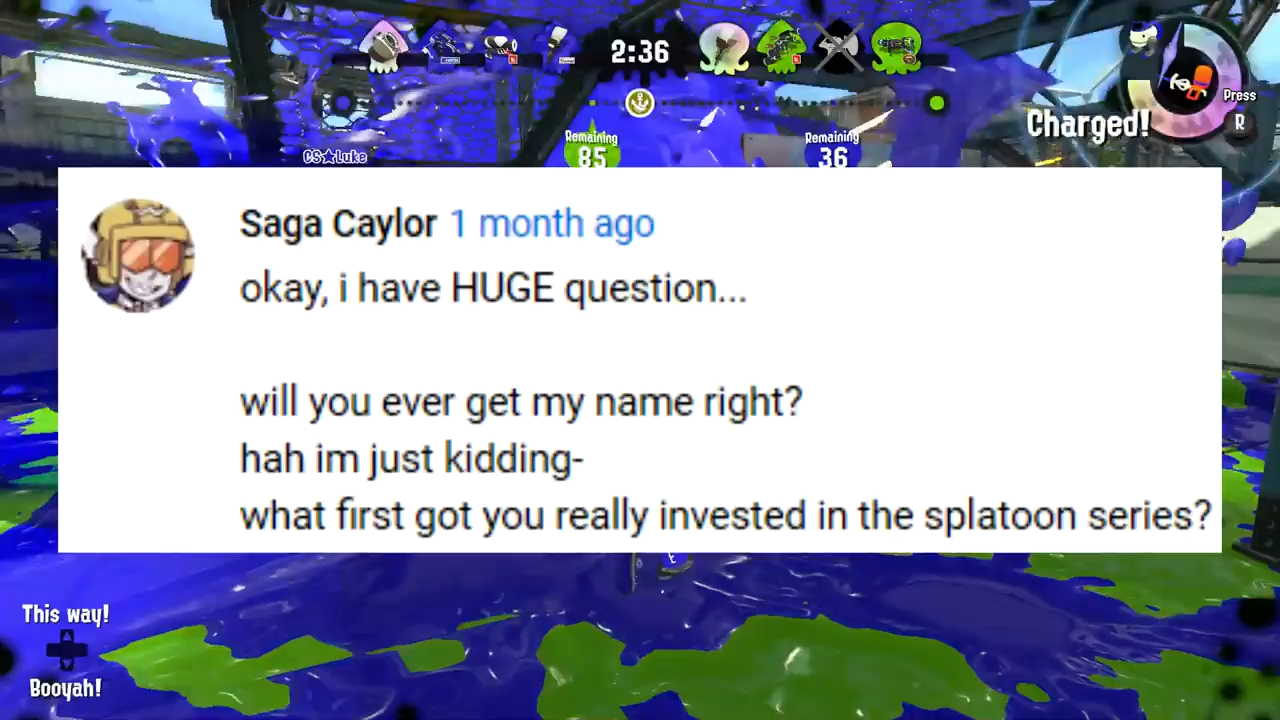 2:36
Press
R
Charged!
Remaining
85
Remaining
36
CS★Luke
Saga Caylor 1 month ago
okay, i have HUGE question...
will you ever get my name right?
hah im just kidding-
what first got you really invested in the splatoon series?
This way!
Booyah!